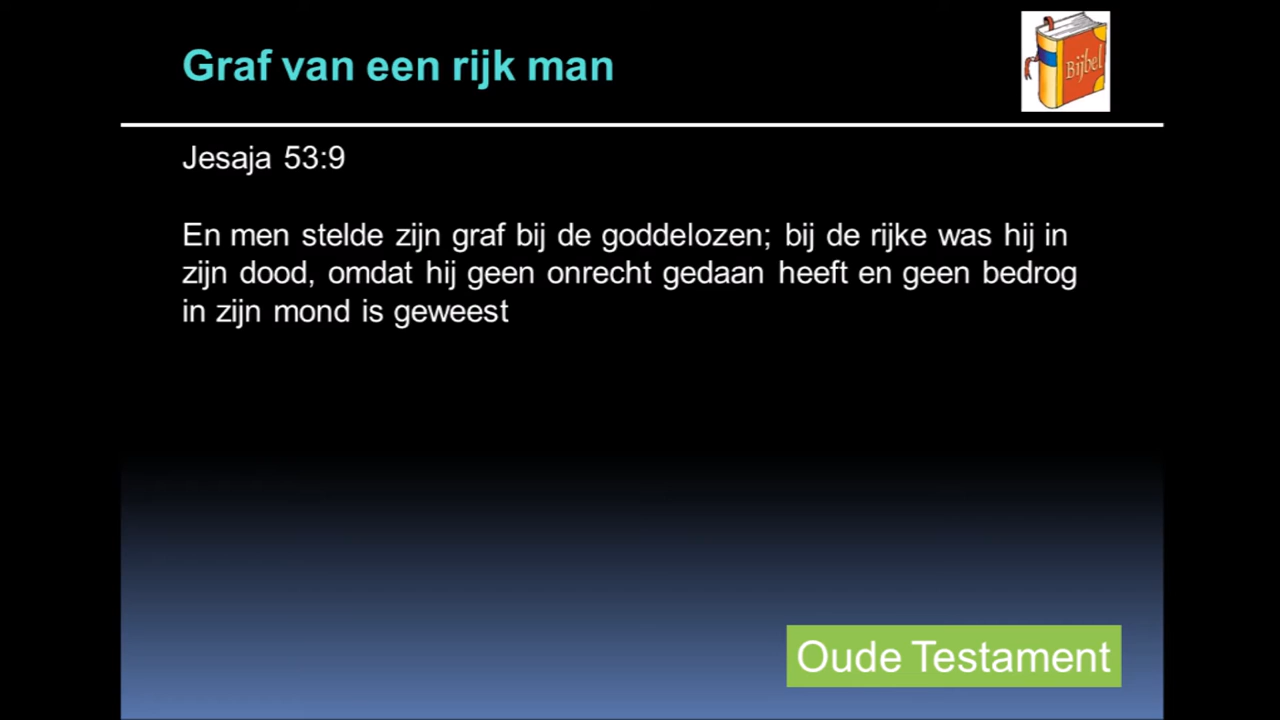 Graf van een rijk man
Bijbel
Jesaja 53:9
En men stelde zijn graf bij de goddelozen; bij de rijke was hij in
zijn dood, omdat hij geen onrecht gedaan heeft en geen bedrog
in zijn mond is geweest
Oude Testament